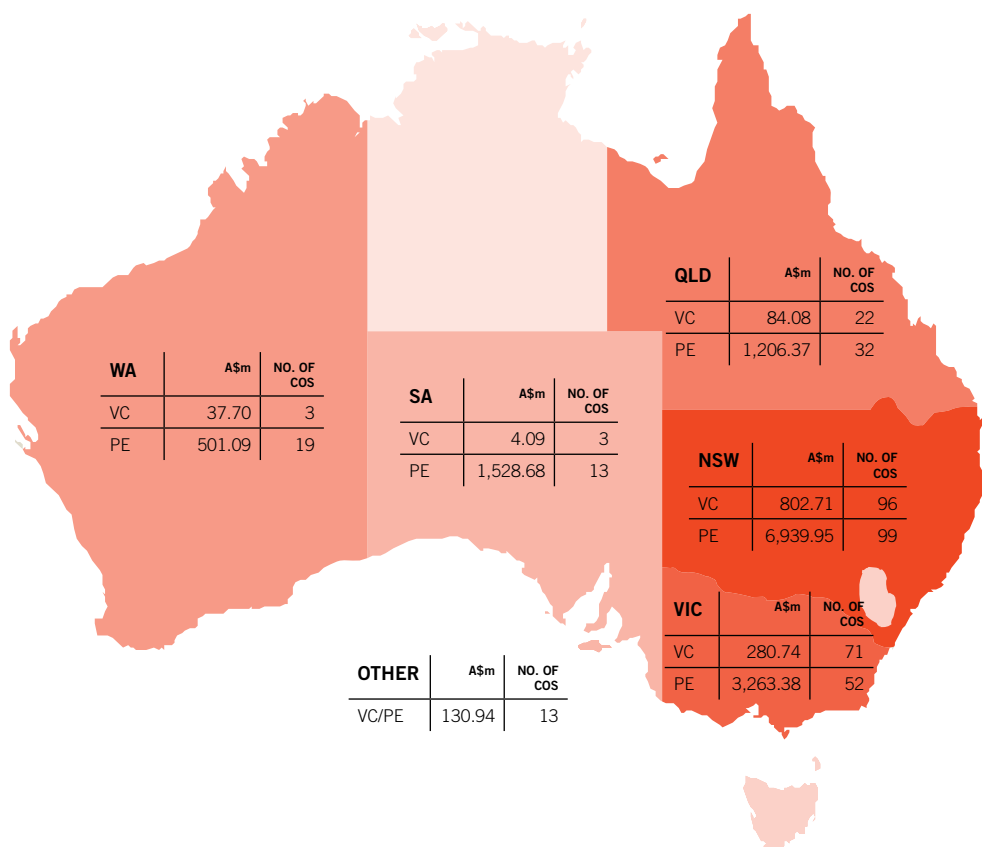 QLD A$m NO. OF
COS
VC 84.08 22
PE 1,206.37 32
WA A$m NO. OF
COS
VC 37.70 3
PE 501.09 19
SA A$m NO. OF
COS
VC 4.09 3
PE 1,528.68 13
NSW A$m NO. OF
COS
VC 802.71 96
PE 6,939.95 99
VIC A$m NO. OF
COS
VC 280.74 71
PE 3,263.38 52
OTHER A$m NO. OF
COS
VC/PE 130.94 13